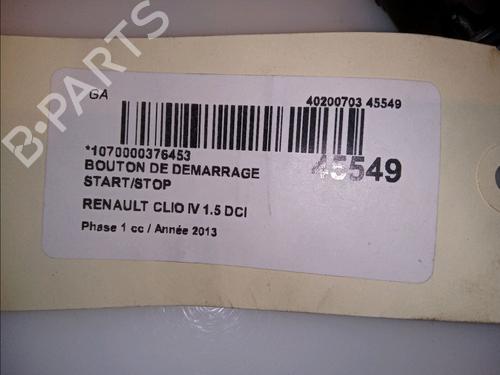 GA
40200703 45549
*1070000376453
45549
BOUTON DE DEMARRAGE
START/STOP
RENAULT CLIO IV 1.5 DCI
Phase 1 cc / Année 2013
B-PARTS